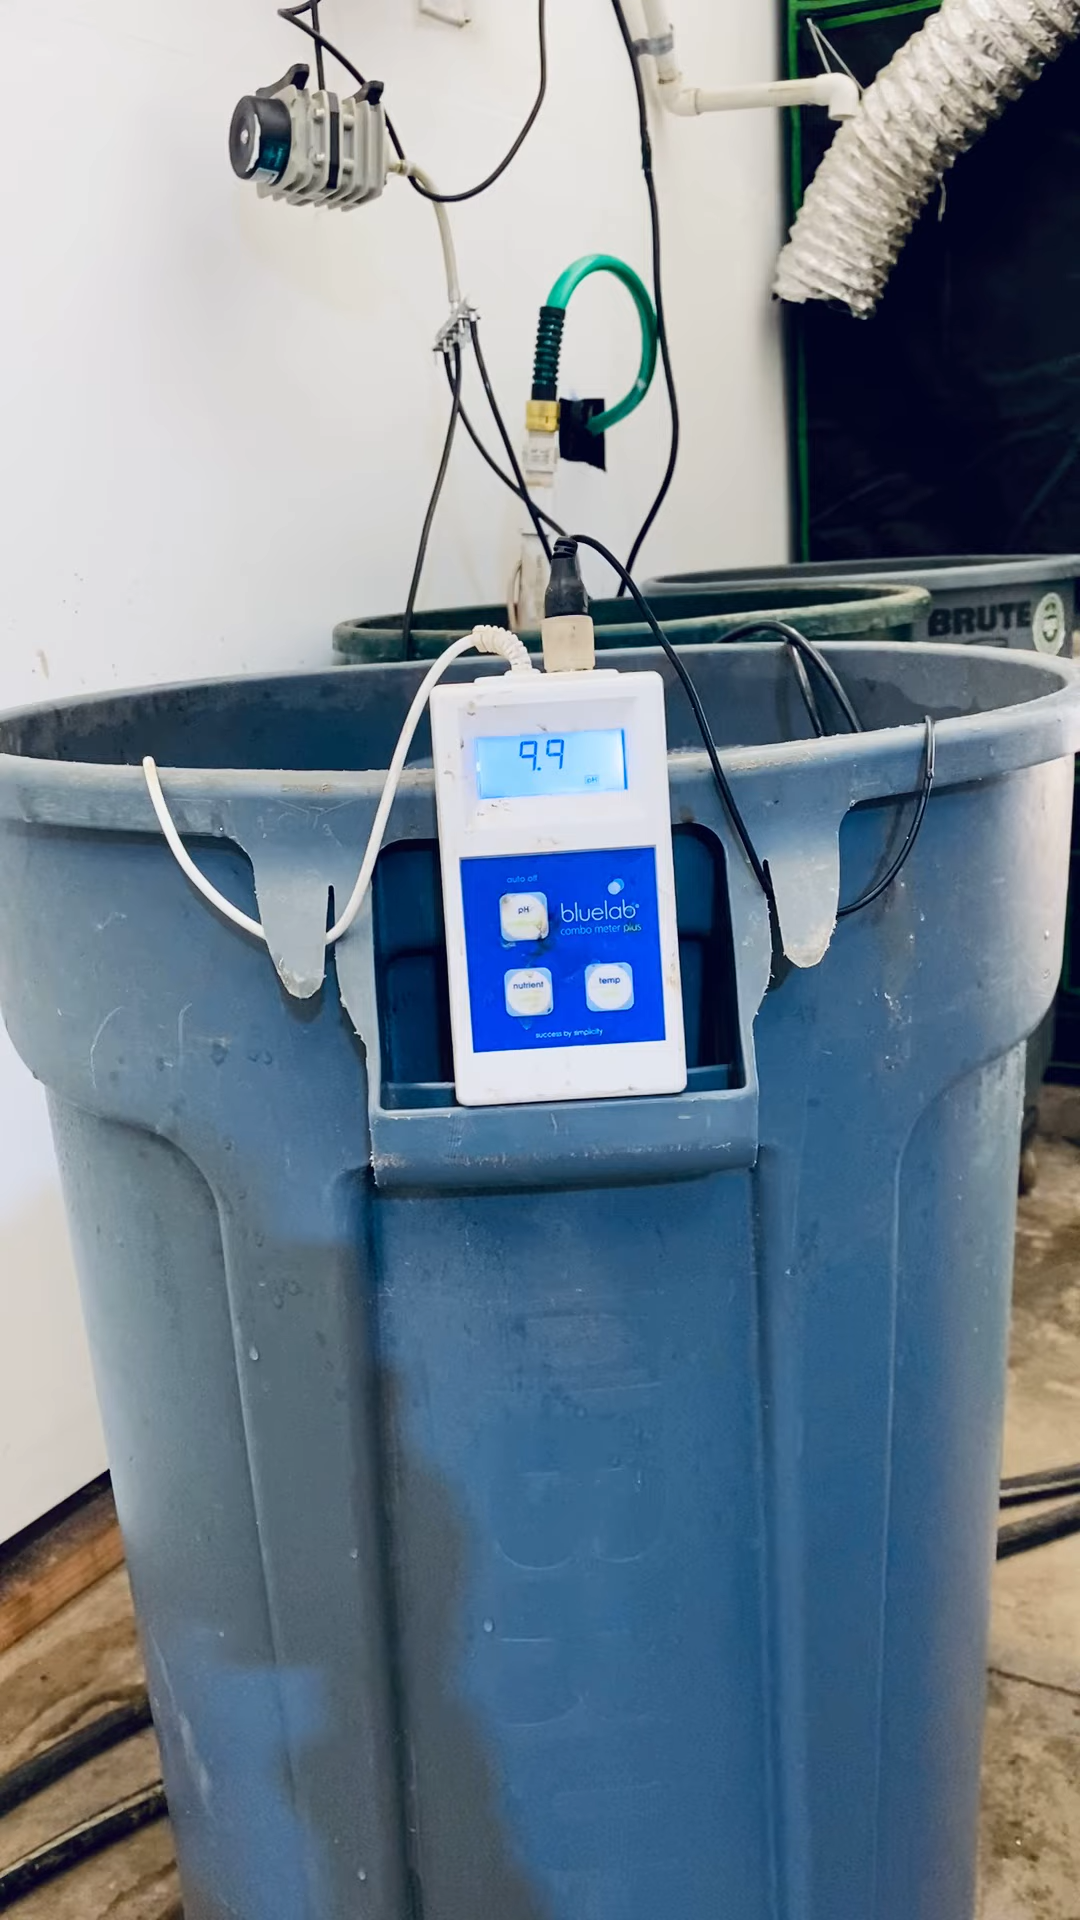 BRUTE
9.9
pH
auto off
pH
bluelab
combo meter plus
nutrient
temp
success by simplicity